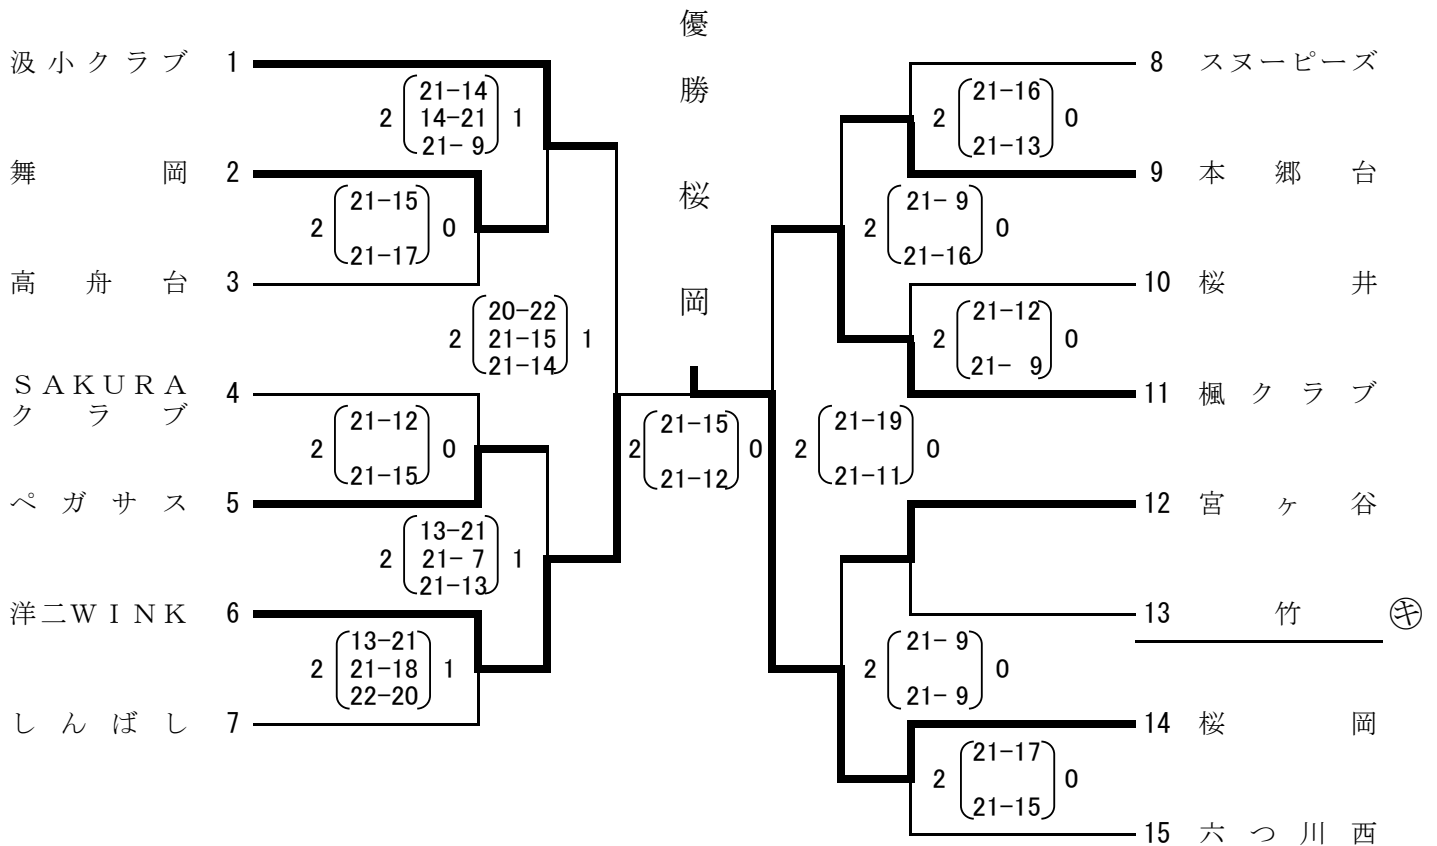 優勝 桜岡
汲小クラブ 1
2 21-14 14-21 21- 9 1
舞岡 2
2 21-15 21-17 0
高舟台 3
2 20-22 21-15 21-14 1
SAKURA
クラブ 4
2 21-12 21-15 0
ペガサス 5
2 13-21 21- 7 21-13 1
洋二WINK 6
2 13-21 21-18 22-20 1
しんばし 7
2 21-15 21-12 0
8 スヌーピーズ
2 21-16 21-13 0
9 本郷台
2 21- 9 21-16 0
10 桜井
2 21-12 21- 9 0
11 楓クラブ
2 21-19 21-11 0
12 宮ヶ谷
13 竹 ㋖
2 21- 9 21- 9 0
14 桜岡
2 21-17 21-15 0
15 六つ川西